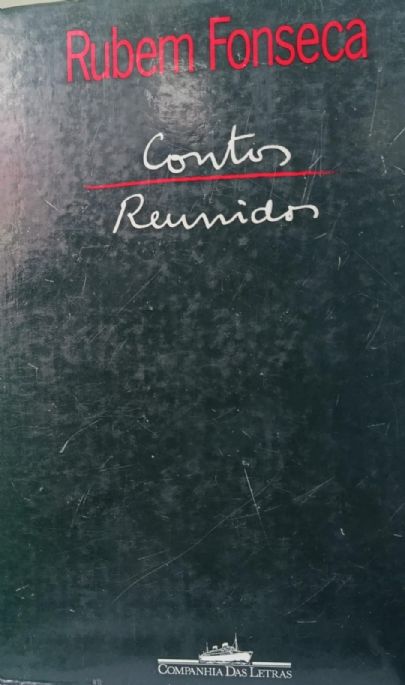 Rubem Fonseca
Contos
Reunidos
COMPANHIA DAS LETRAS